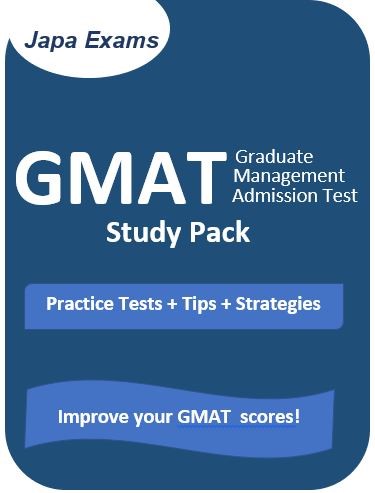 Japa Exams
GMAT
Graduate
Management
Admission Test
Study Pack
Practice Tests + Tips + Strategies
Improve your GMAT scores!